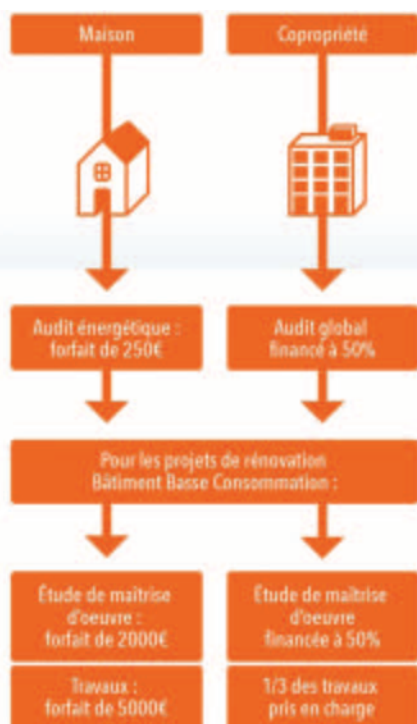 Maison
Copropriété
Audit énergétique :
forfait de 250€
Audit global
financé à 50%
Pour les projets de rénovation
Bâtiment Basse Consommation :
Étude de maîtrise
d'oeuvre :
forfait de 2000€
Étude de maîtrise
d'oeuvre
financée à 50%
Travaux :
forfait de 5000€
1/3 des travaux
pris en charge